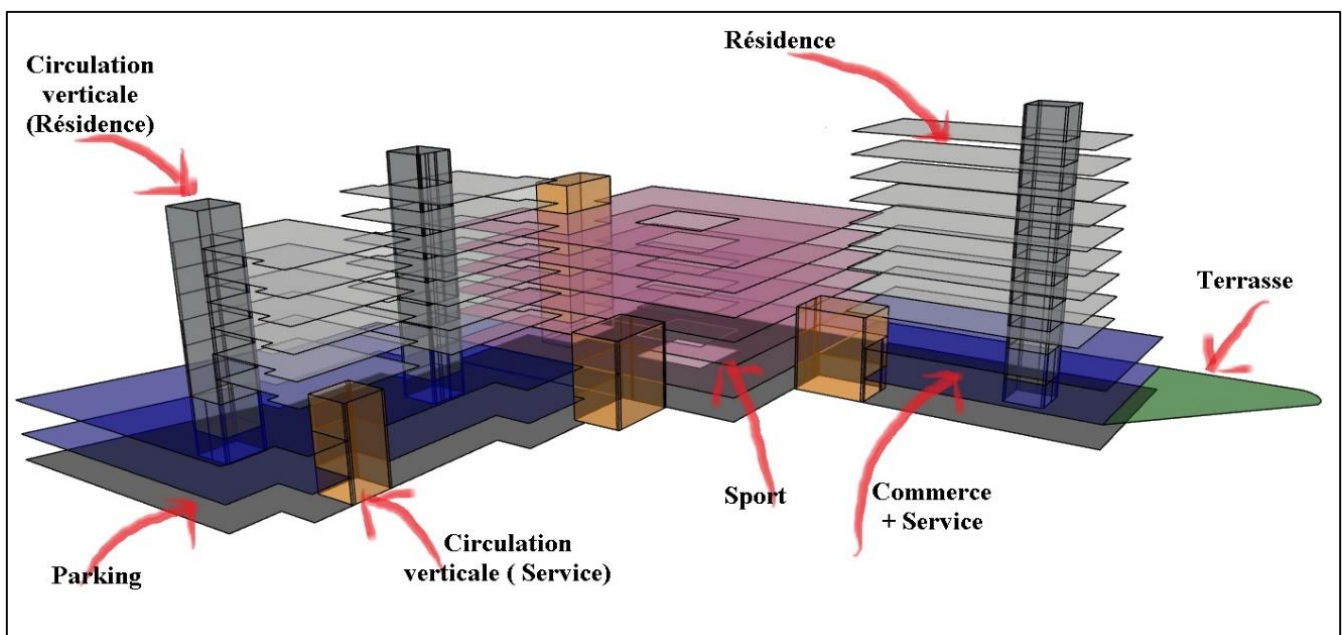 Résidence
Circulation
verticale
(Résidence)
Terrasse
Sport
Commerce
+ Service
Circulation
verticale ( Service)
Parking